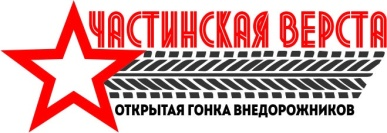 ЧАСТИНСКАЯ ВЕРСТА
ОТКРЫТАЯ ГОНКА ВНЕДОРОЖНИКОВ